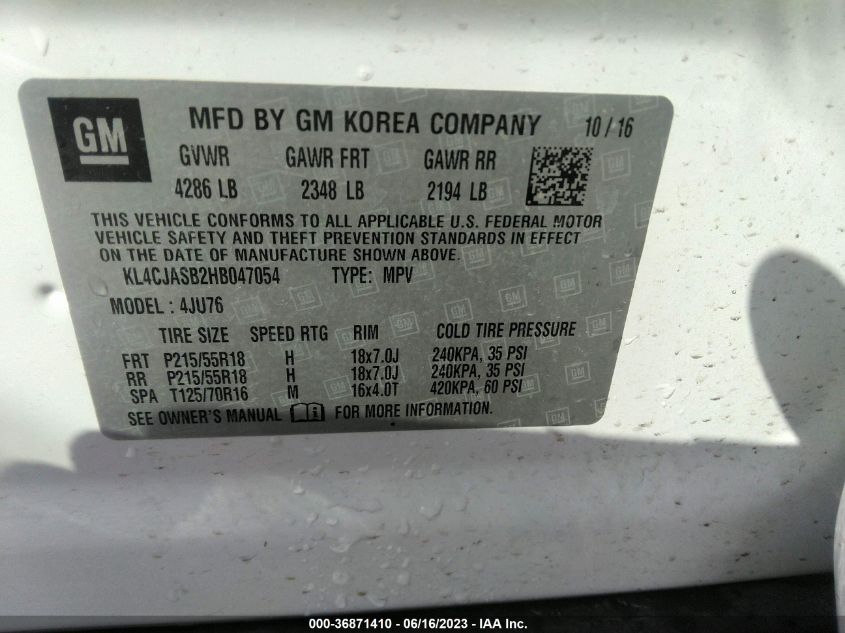 GM
MFD BY GM KOREA COMPANY 10 / 16
GVWR GAWR FRT GAWR RR
4286 LB 2348 LB 2194 LB
THIS VEHICLE CONFORMS TO ALL APPLICABLE U.S. FEDERAL MOTOR
VEHICLE SAFETY AND THEFT PREVENTION STANDARDS IN EFFECT
ON THE DATE OF MANUFACTURE SHOWN ABOVE.
KL4CJASB2HB047054 TYPE: MPV
MODEL : 4JU76
TIRE SIZE SPEED RTG RIM COLD TIRE PRESSURE
FRT P215/55R18 H 18x7.0J 240KPA, 35 PSI
RR P215/55R18 H 18x7.0J 240KPA, 35 PSI
SPA T125/70R16 M 16x4.0T 420KPA, 60 PSI
SEE OWNER'S MANUAL i FOR MORE INFORMATION.
000-36871410 - 06/16/2023 - IAA Inc.